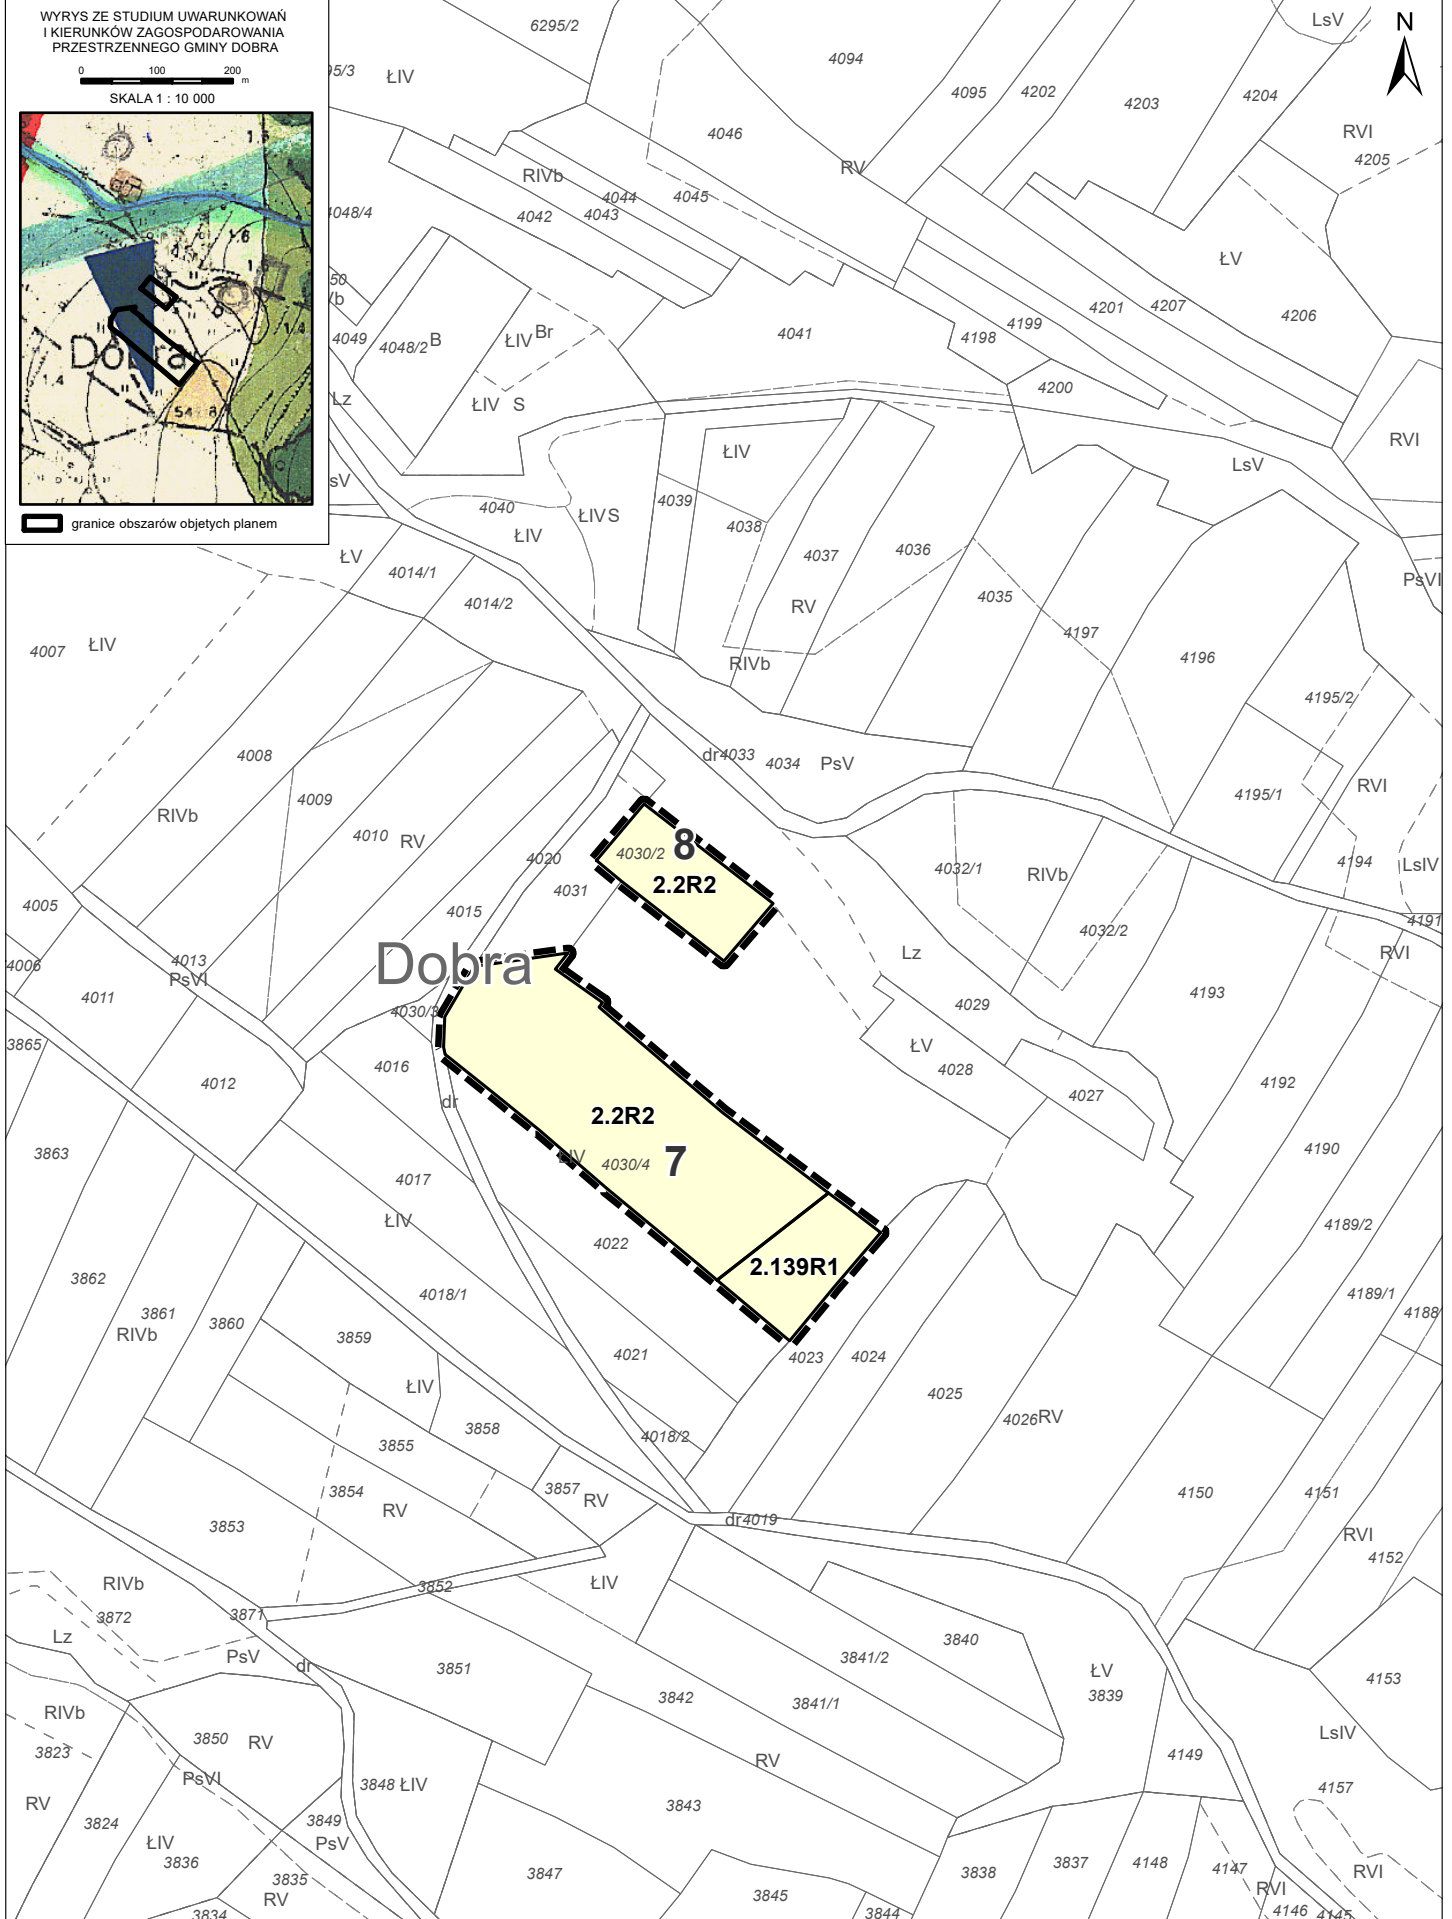 WYRYS ZE STUDIUM UWARUNKOWAŃ
I KIERUNKÓW ZAGOSPODAROWANIA
PRZESTRZENNEGO GMINY DOBRA
0 100 200 m
SKALA 1 : 10 000
Dobra
1.4
1.6
54 8
granice obszarów objetych planem
N
6295/2
4094
LsV
ŁIV
4095
4202
4203
4204
4046
RVI
4205
RV
RIVb
4044
4045
4042
4043
4048/4
ŁV
4201
4207
4206
4049
4048/2
B
ŁIV
Br
4041
4198
4199
4200
Lz
ŁIV S
RVI
ŁIV
LsV
4040
ŁIV
ŁIVS
4039
4038
4037
4036
ŁV
4014/1
4014/2
RV
4035
PsVI
4007
ŁIV
4197
4196
RIVb
4195/2
4008
dr4033
4034
PsV
RVI
4009
4195/1
RIVb
4010
RV
4020
4030/2
8
2.2R2
4031
4032/1
RIVb
4194
LsIV
4005
4015
4191
4032/2
4013
PsVI
Dobra
Lz
RVI
4006
4011
4030/3
4029
4193
3865
4016
ŁV
4028
4012
4027
4192
dr
2.2R2
3863
7
ŁIV
4030/4
4190
4017
ŁIV
4022
4189/2
2.139R1
3862
4018/1
4189/1
4188/
3861
RIVb
3860
3859
4021
4023
4024
ŁIV
4025
4026RV
3858
3855
4018/2
3854
RV
3857
RV
4150
4151
3853
dr4019
RVI
4152
RIVb
3852
ŁIV
3872
3871
Lz
PsV
dr
3851
3840
3841/2
ŁV
3839
4153
3842
3841/1
RIVb
3850
RV
LsIV
3823
RV
4149
PsVI
3848 ŁIV
4157
RV
3824
3849
PsV
3843
ŁIV
3836
3835
RV
3847
3838
3837
4148
4147
RVI
RVI
3845
3844
3834
4146
4145